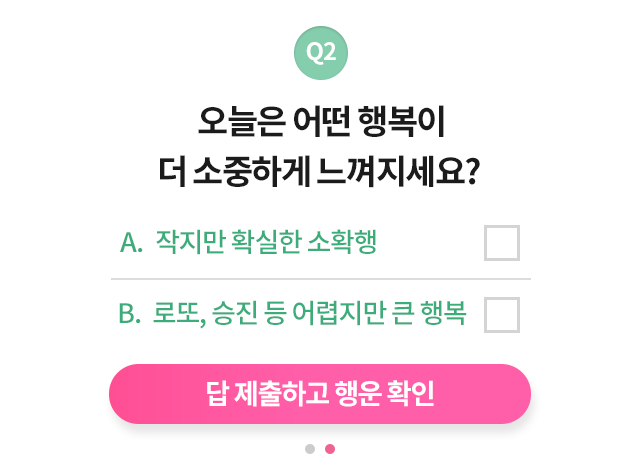 Q2
오늘은 어떤 행복이
더 소중하게 느껴지세요?
A. 작지만 확실한 소확행
B. 로또, 승진 등 어렵지만 큰 행복
답 제출하고 행운 확인